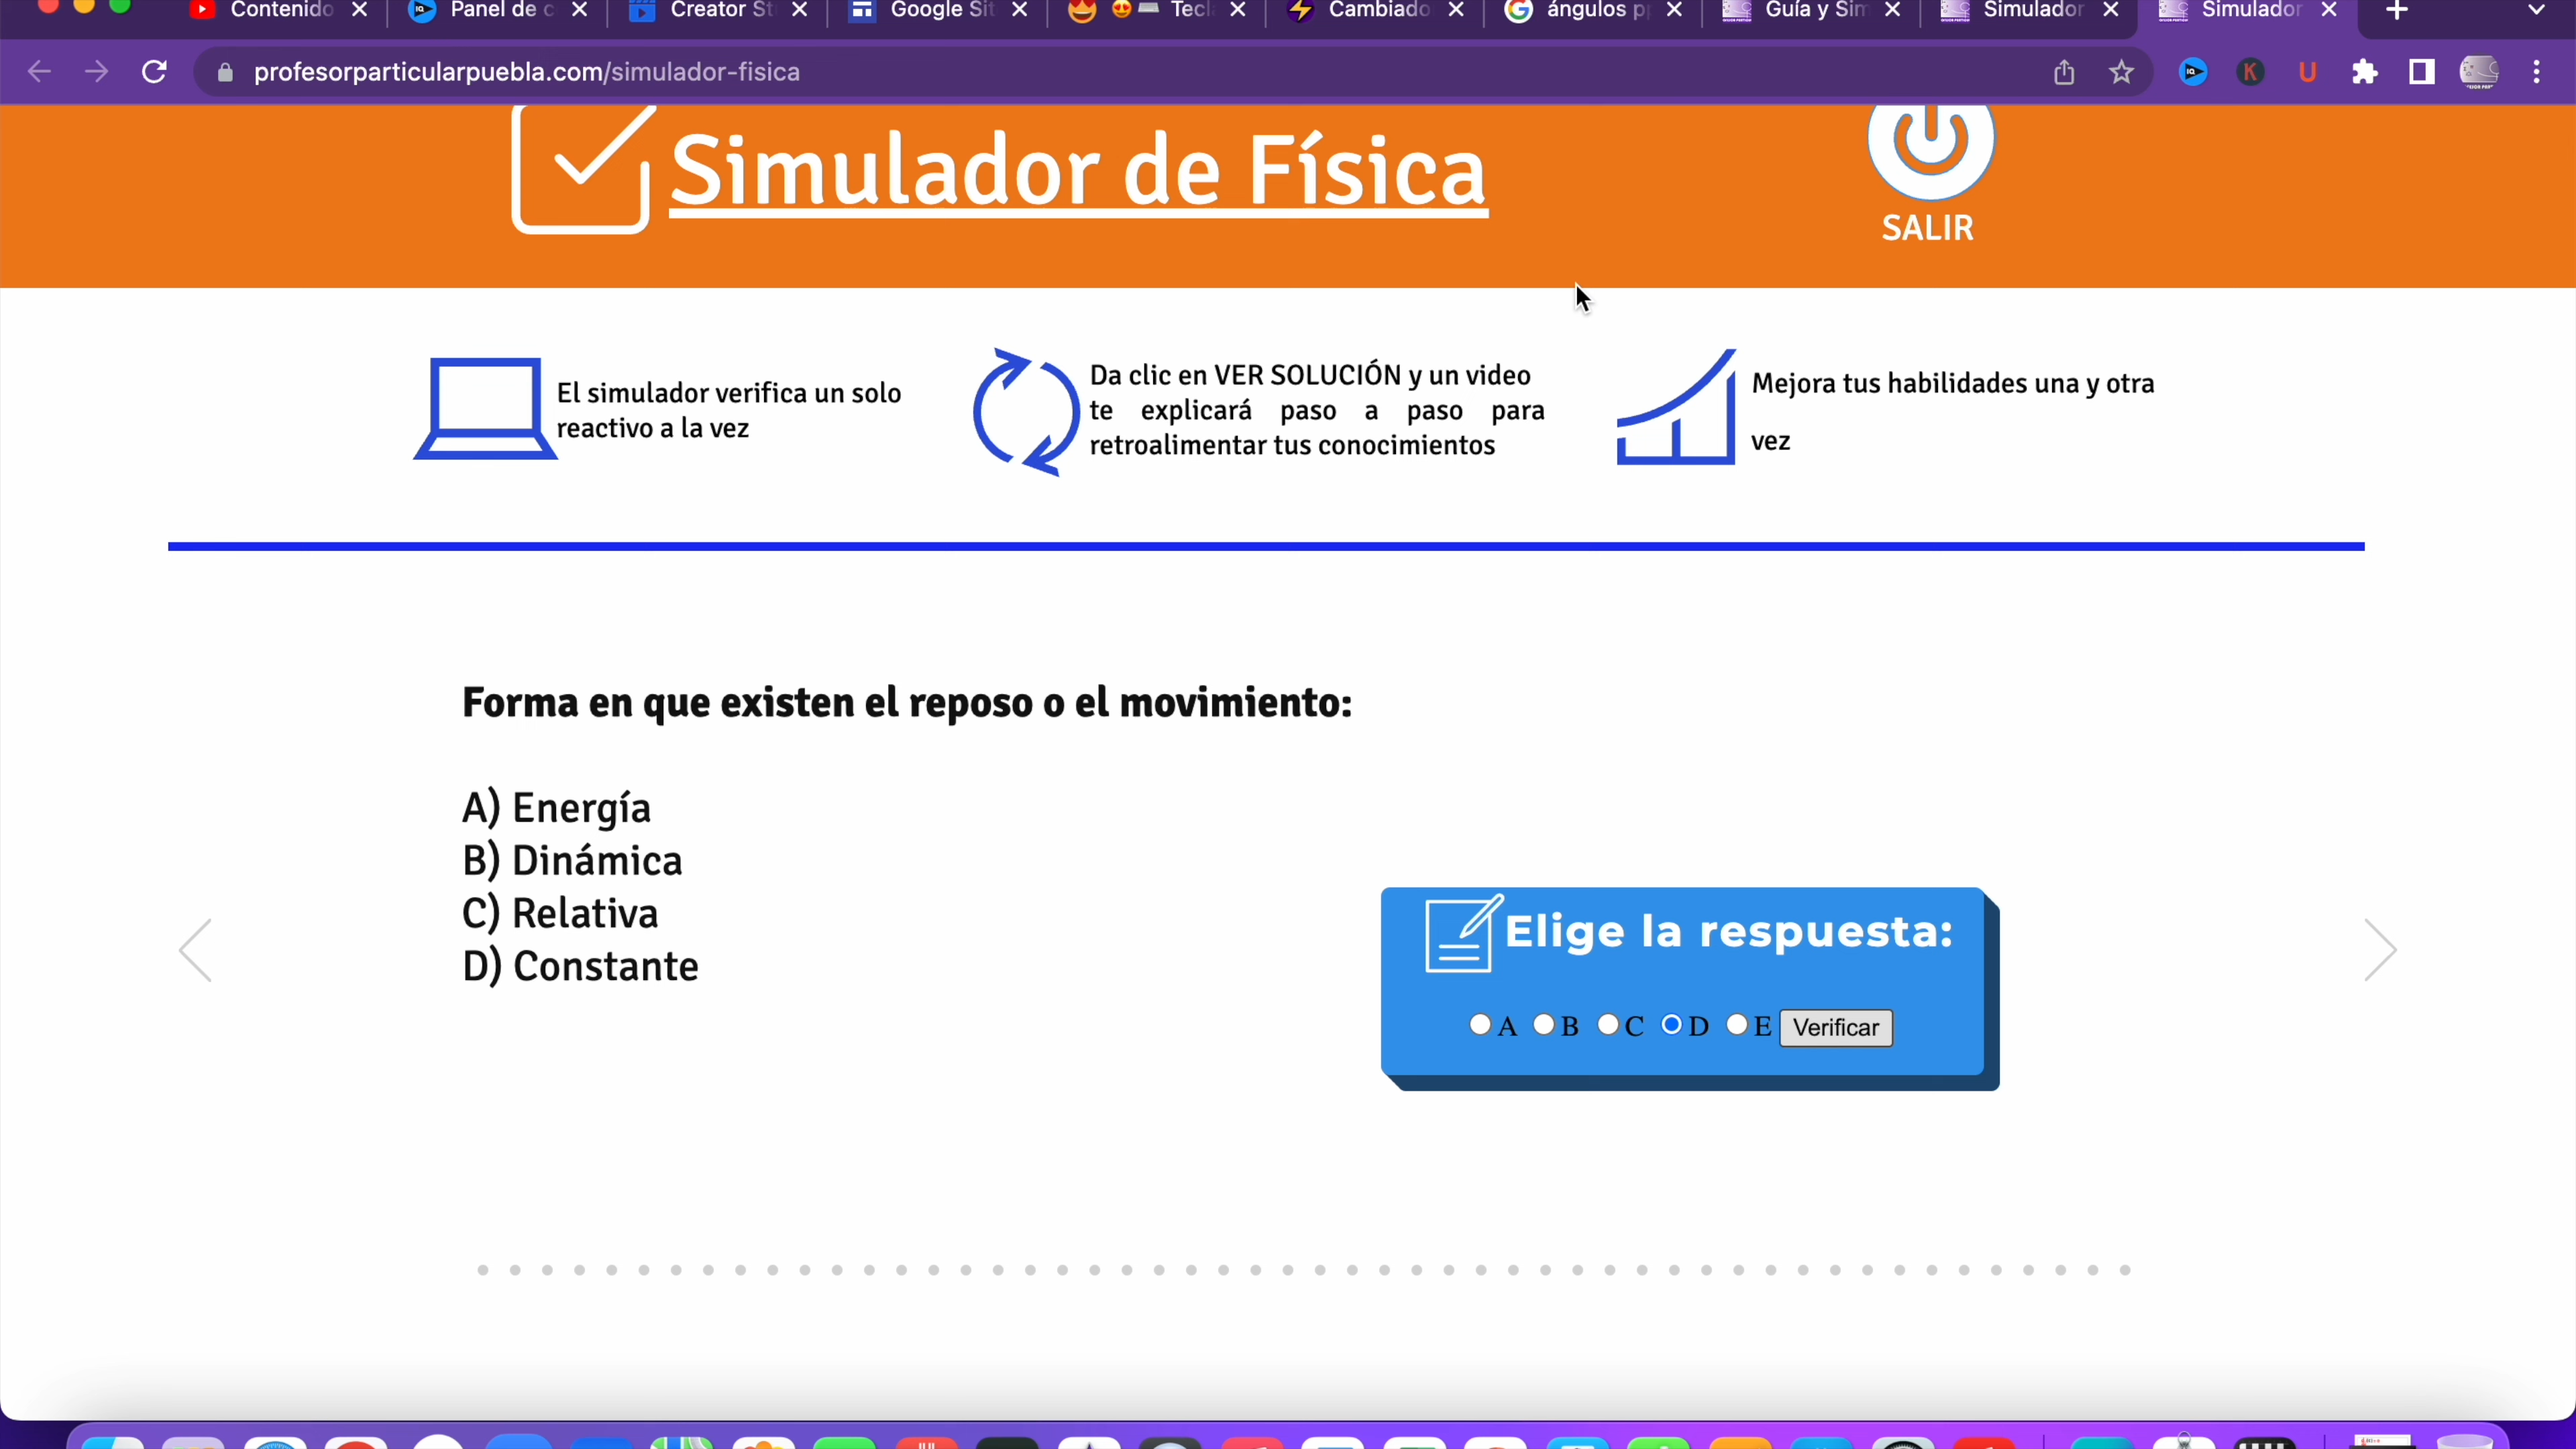 Contenido
Panel de c
Creator St
Google Sit
Tecl
Cambiado
ángulos p
Guía y Sim
Simulador
Simulador
profesorparticularpuebla.com/simulador-fisica
Simulador de Física
SALIR
El simulador verifica un solo
reactivo a la vez
Da clic en VER SOLUCIÓN y un video
te explicará paso a paso para
retroalimentar tus conocimientos
Mejora tus habilidades una y otra
vez
Forma en que existen el reposo o el movimiento:
A) Energía
B) Dinámica
C) Relativa
D) Constante
Elige la respuesta:
A B C D E Verificar